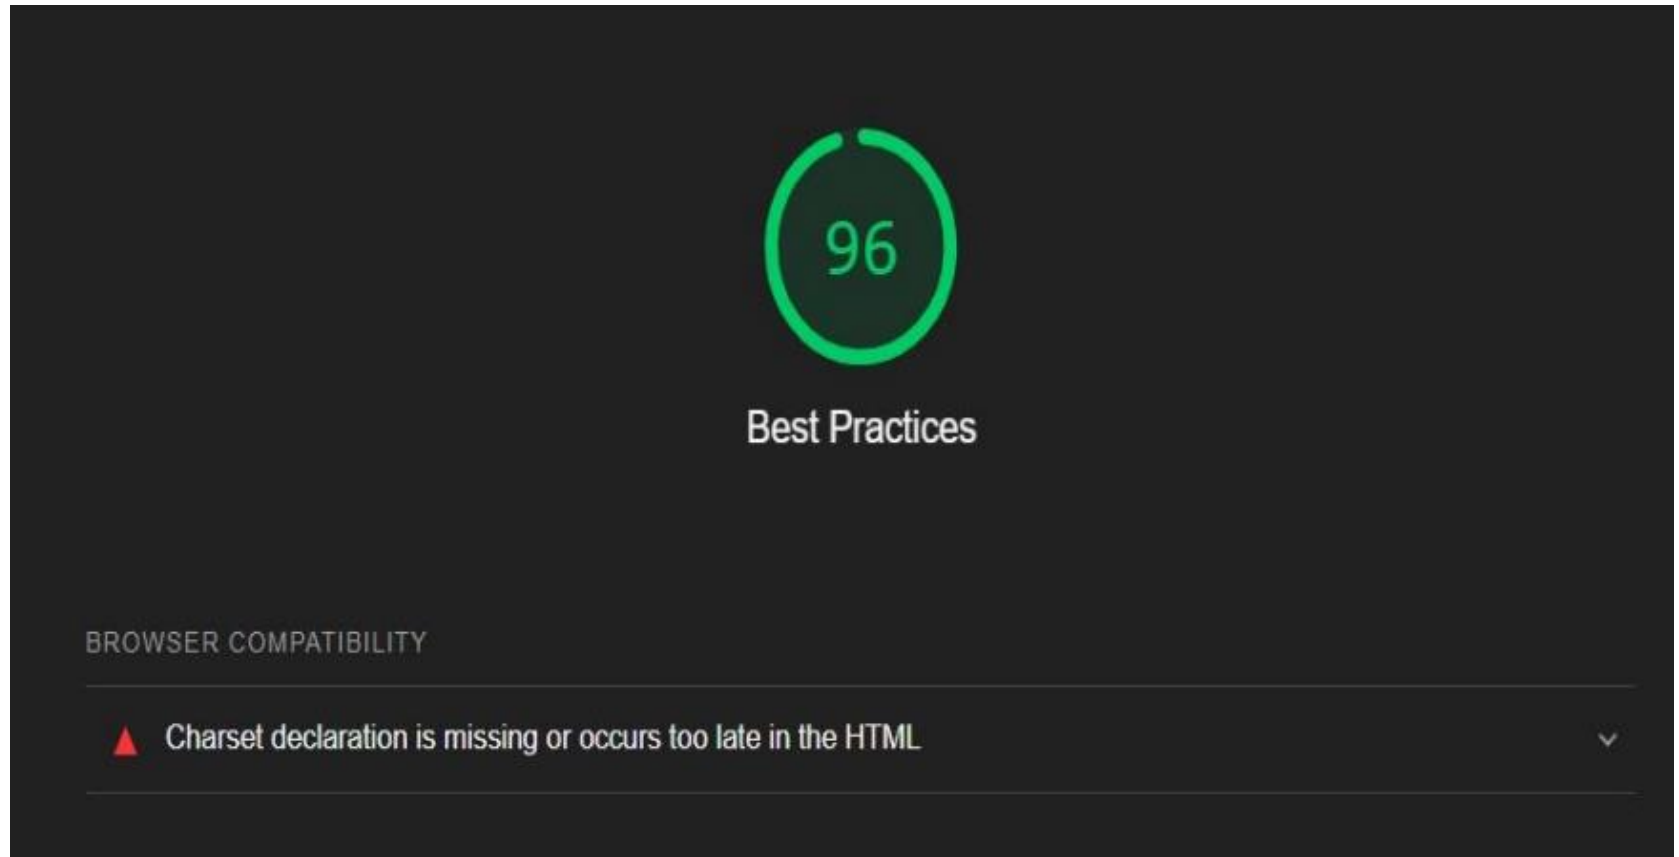 96
Best Practices
BROWSER COMPATIBILITY
Charset declaration is missing or occurs too late in the HTML